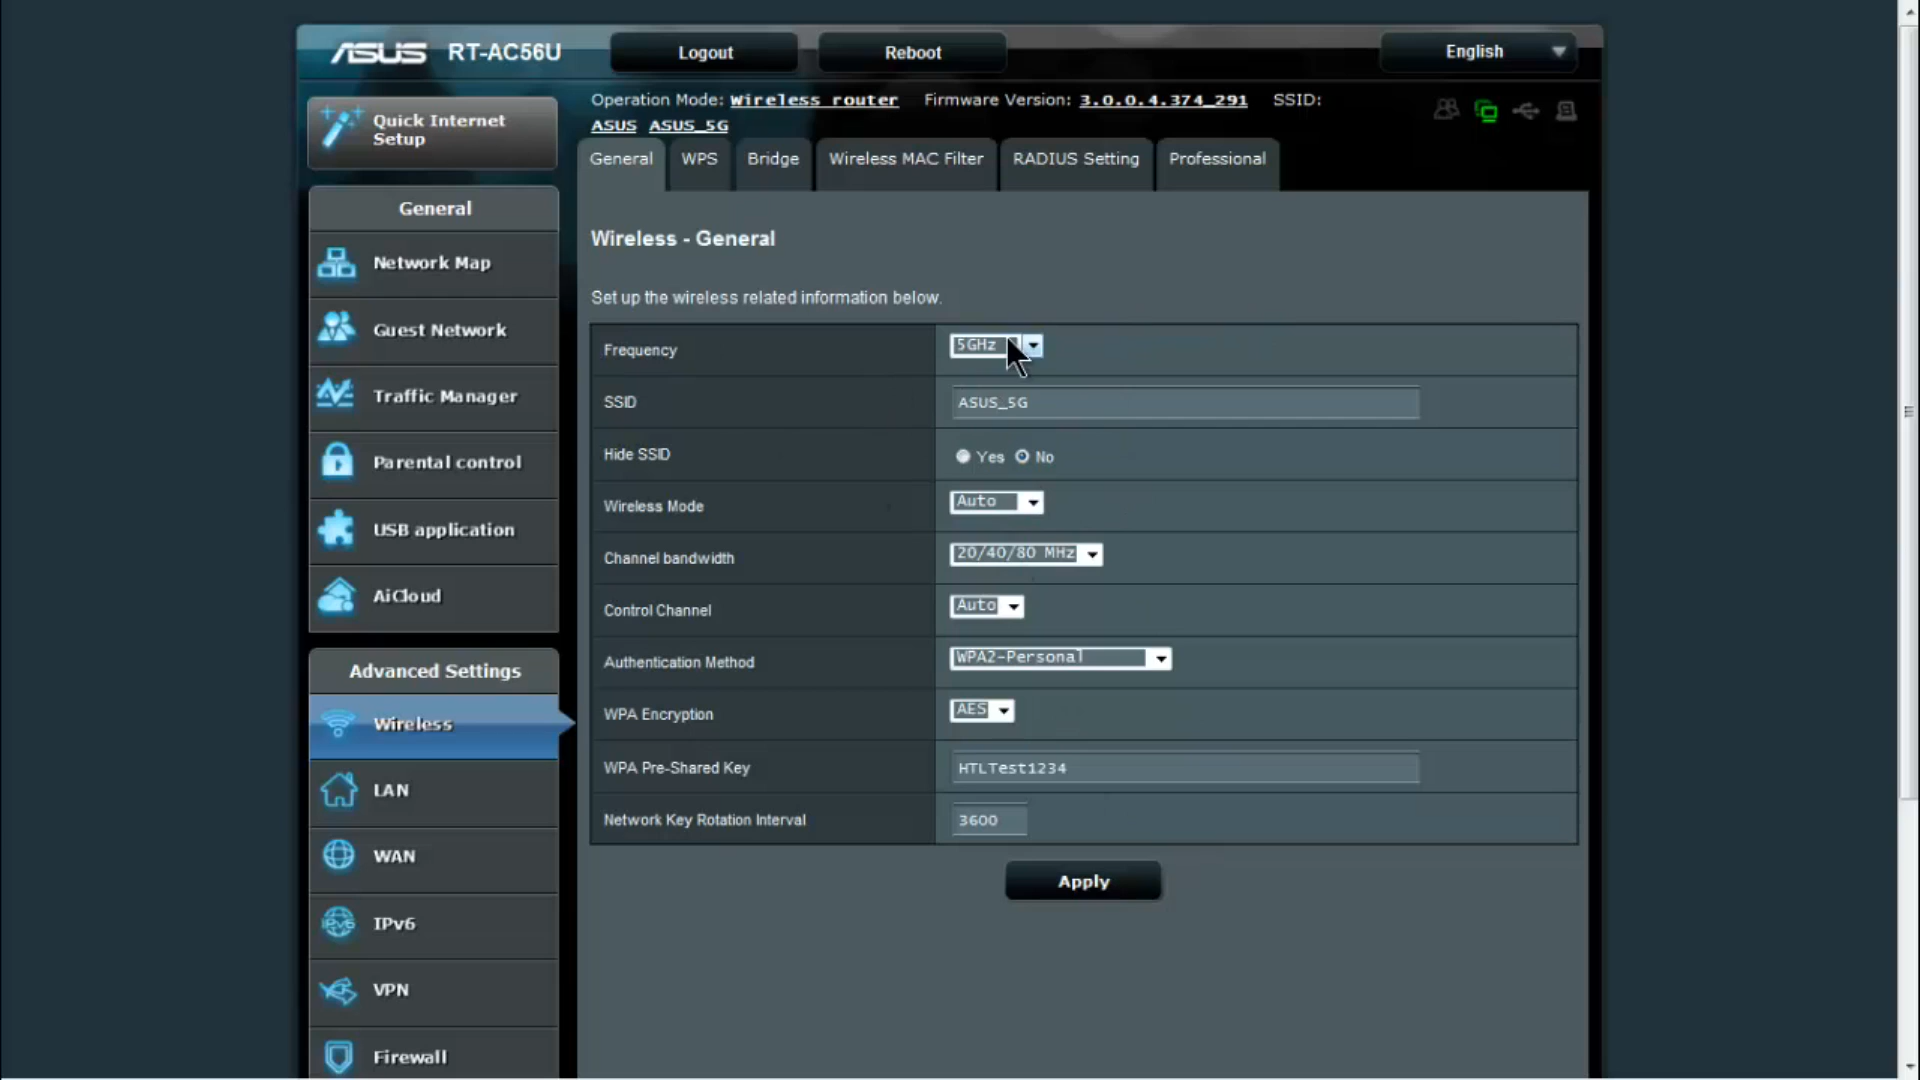 ASUS RT-AC56U Logout Reboot English
Operation Mode: Wireless router Firmware Version: 3.0.0.4.374_291 SSID:
ASUS ASUS_5G
Quick Internet
Setup
General WPS Bridge Wireless MAC Filter RADIUS Setting Professional
General
Network Map
Guest Network
Traffic Manager
Parental control
USB application
AiCloud
Advanced Settings
Wireless
LAN
WAN
IPv6
VPN
Firewall
Wireless - General
Set up the wireless related information below.
Frequency 5GHz
SSID ASUS_5G
Hide SSID Yes No
Wireless Mode Auto
Channel bandwidth 20/40/80 MHz
Control Channel Auto
Authentication Method WPA2-Personal
WPA Encryption AES
WPA Pre-Shared Key HTLTest1234
Network Key Rotation Interval 3600
Apply